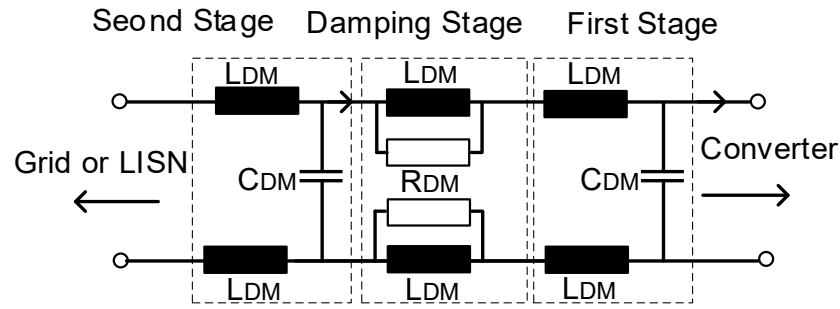 Seond Stage Damping Stage First Stage
LDM LDM LDM
Grid or LISN CDM RDM CDM Converter
LDM LDM LDM